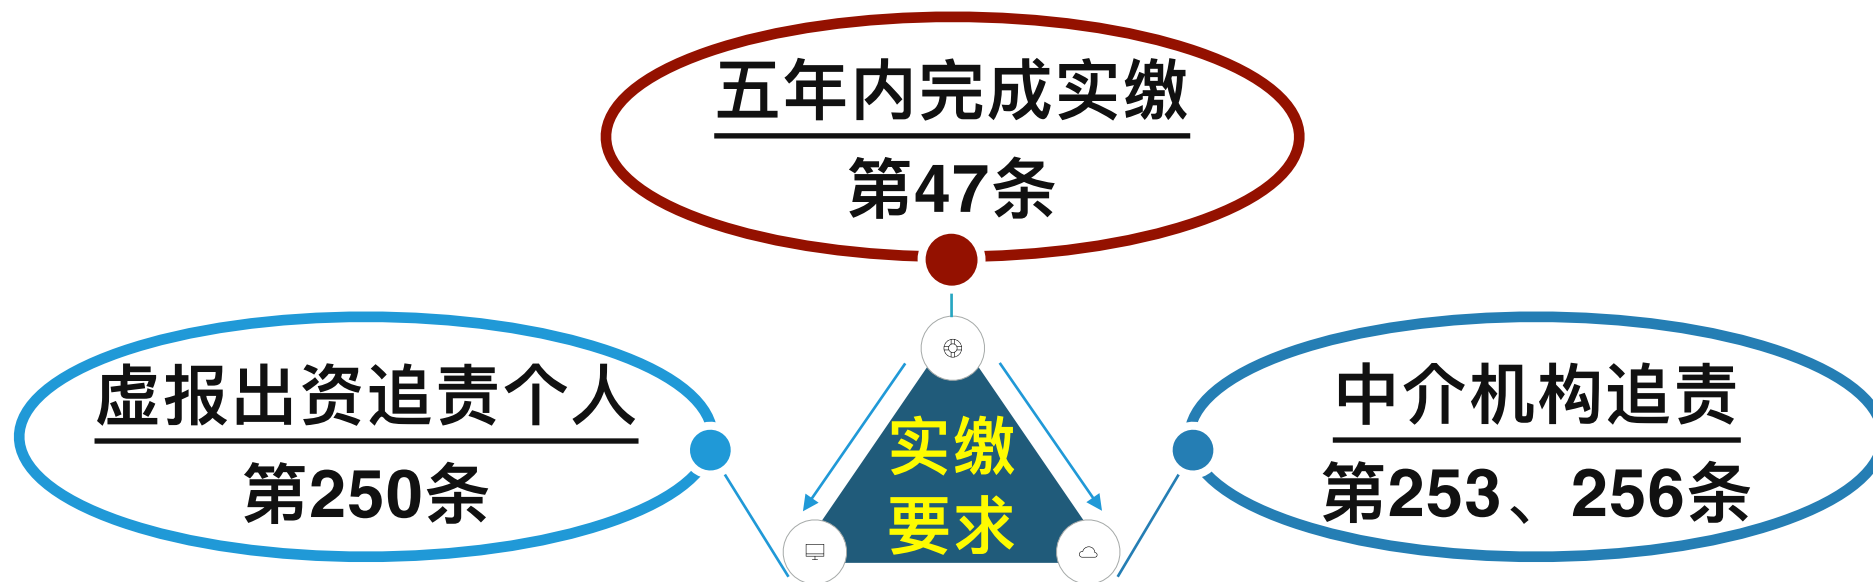 五年内完成实缴
第47条
虚报出资追责个人
第250条
实缴
要求
中介机构追责
第253、256条